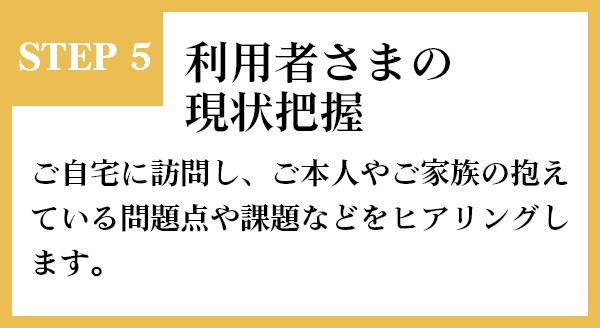 STEP 5
利用者さまの
現状把握
ご自宅に訪問し、ご本人やご家族の抱え
ている問題点や課題などをヒアリングし
ます。